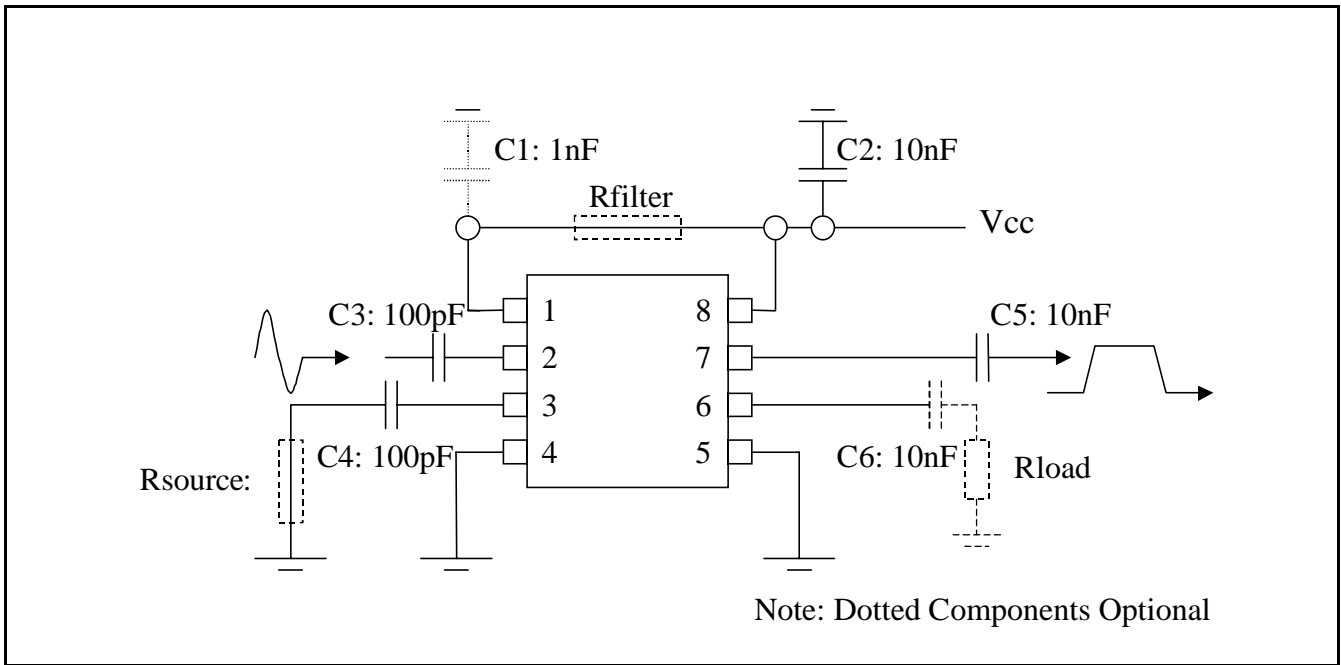 C1: 1nF
C2: 10nF
Rfilter
Vcc
C3: 100pF
1
8
C5: 10nF
2
7
3
6
C4: 100pF
4
5
C6: 10nF
Rsource:
Rload
Note: Dotted Components Optional